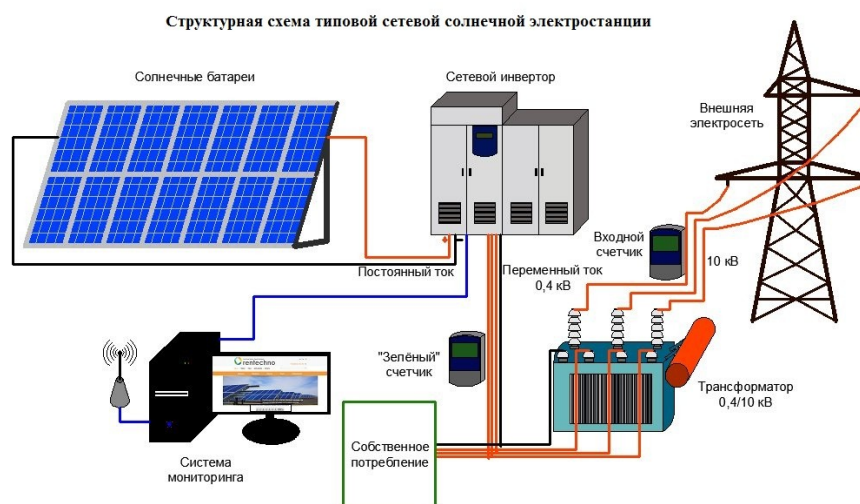 Структурная схема типовой сетевой солнечной электростанции
Солнечные батареи
Сетевой инвертор
Внешняя
электросеть
Входной
счетчик
Постоянный ток
Переменный ток
0,4 кВ
10 кВ
"Зелёный"
счетчик
rentechno
Трансформатор
0,4/10 кВ
Собственное
потребление
Система
мониторинга